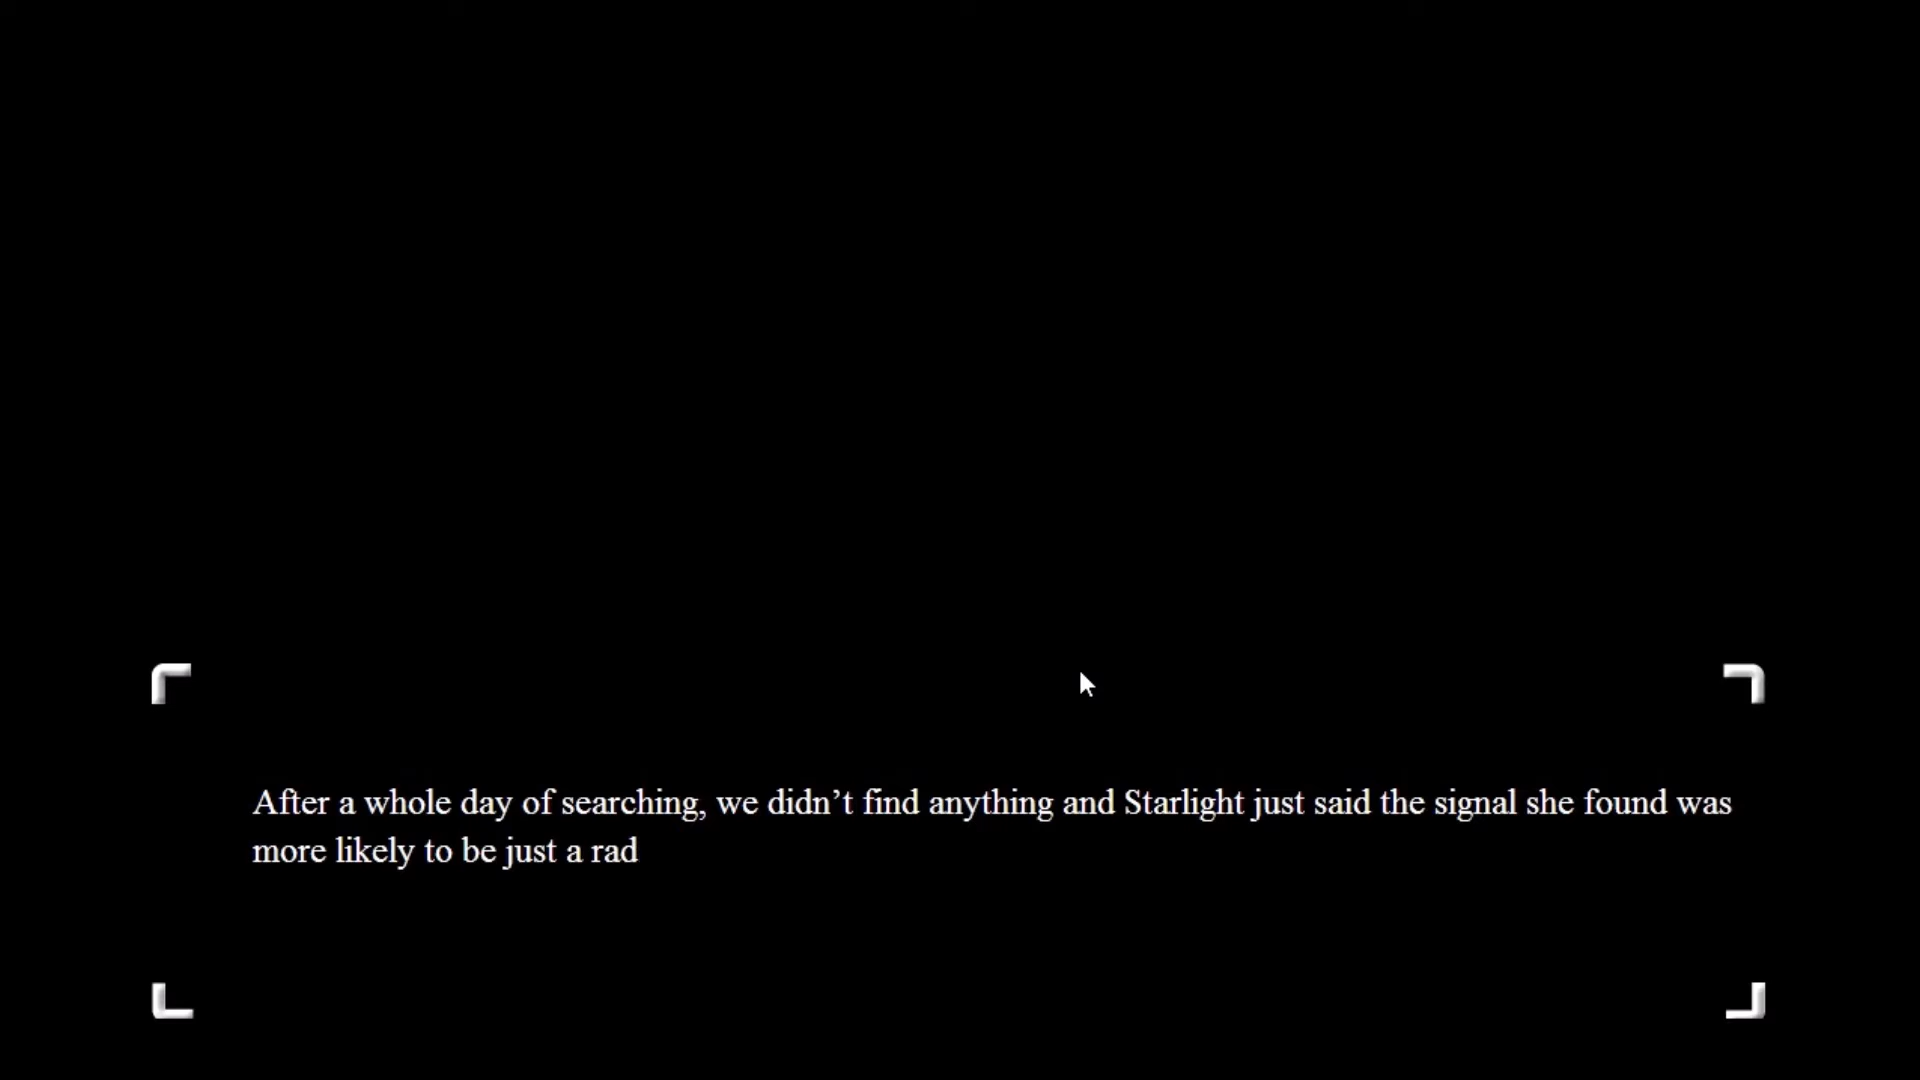 After a whole day of searching, we didn’t find anything and Starlight just said the signal she found was
more likely to be just a rad